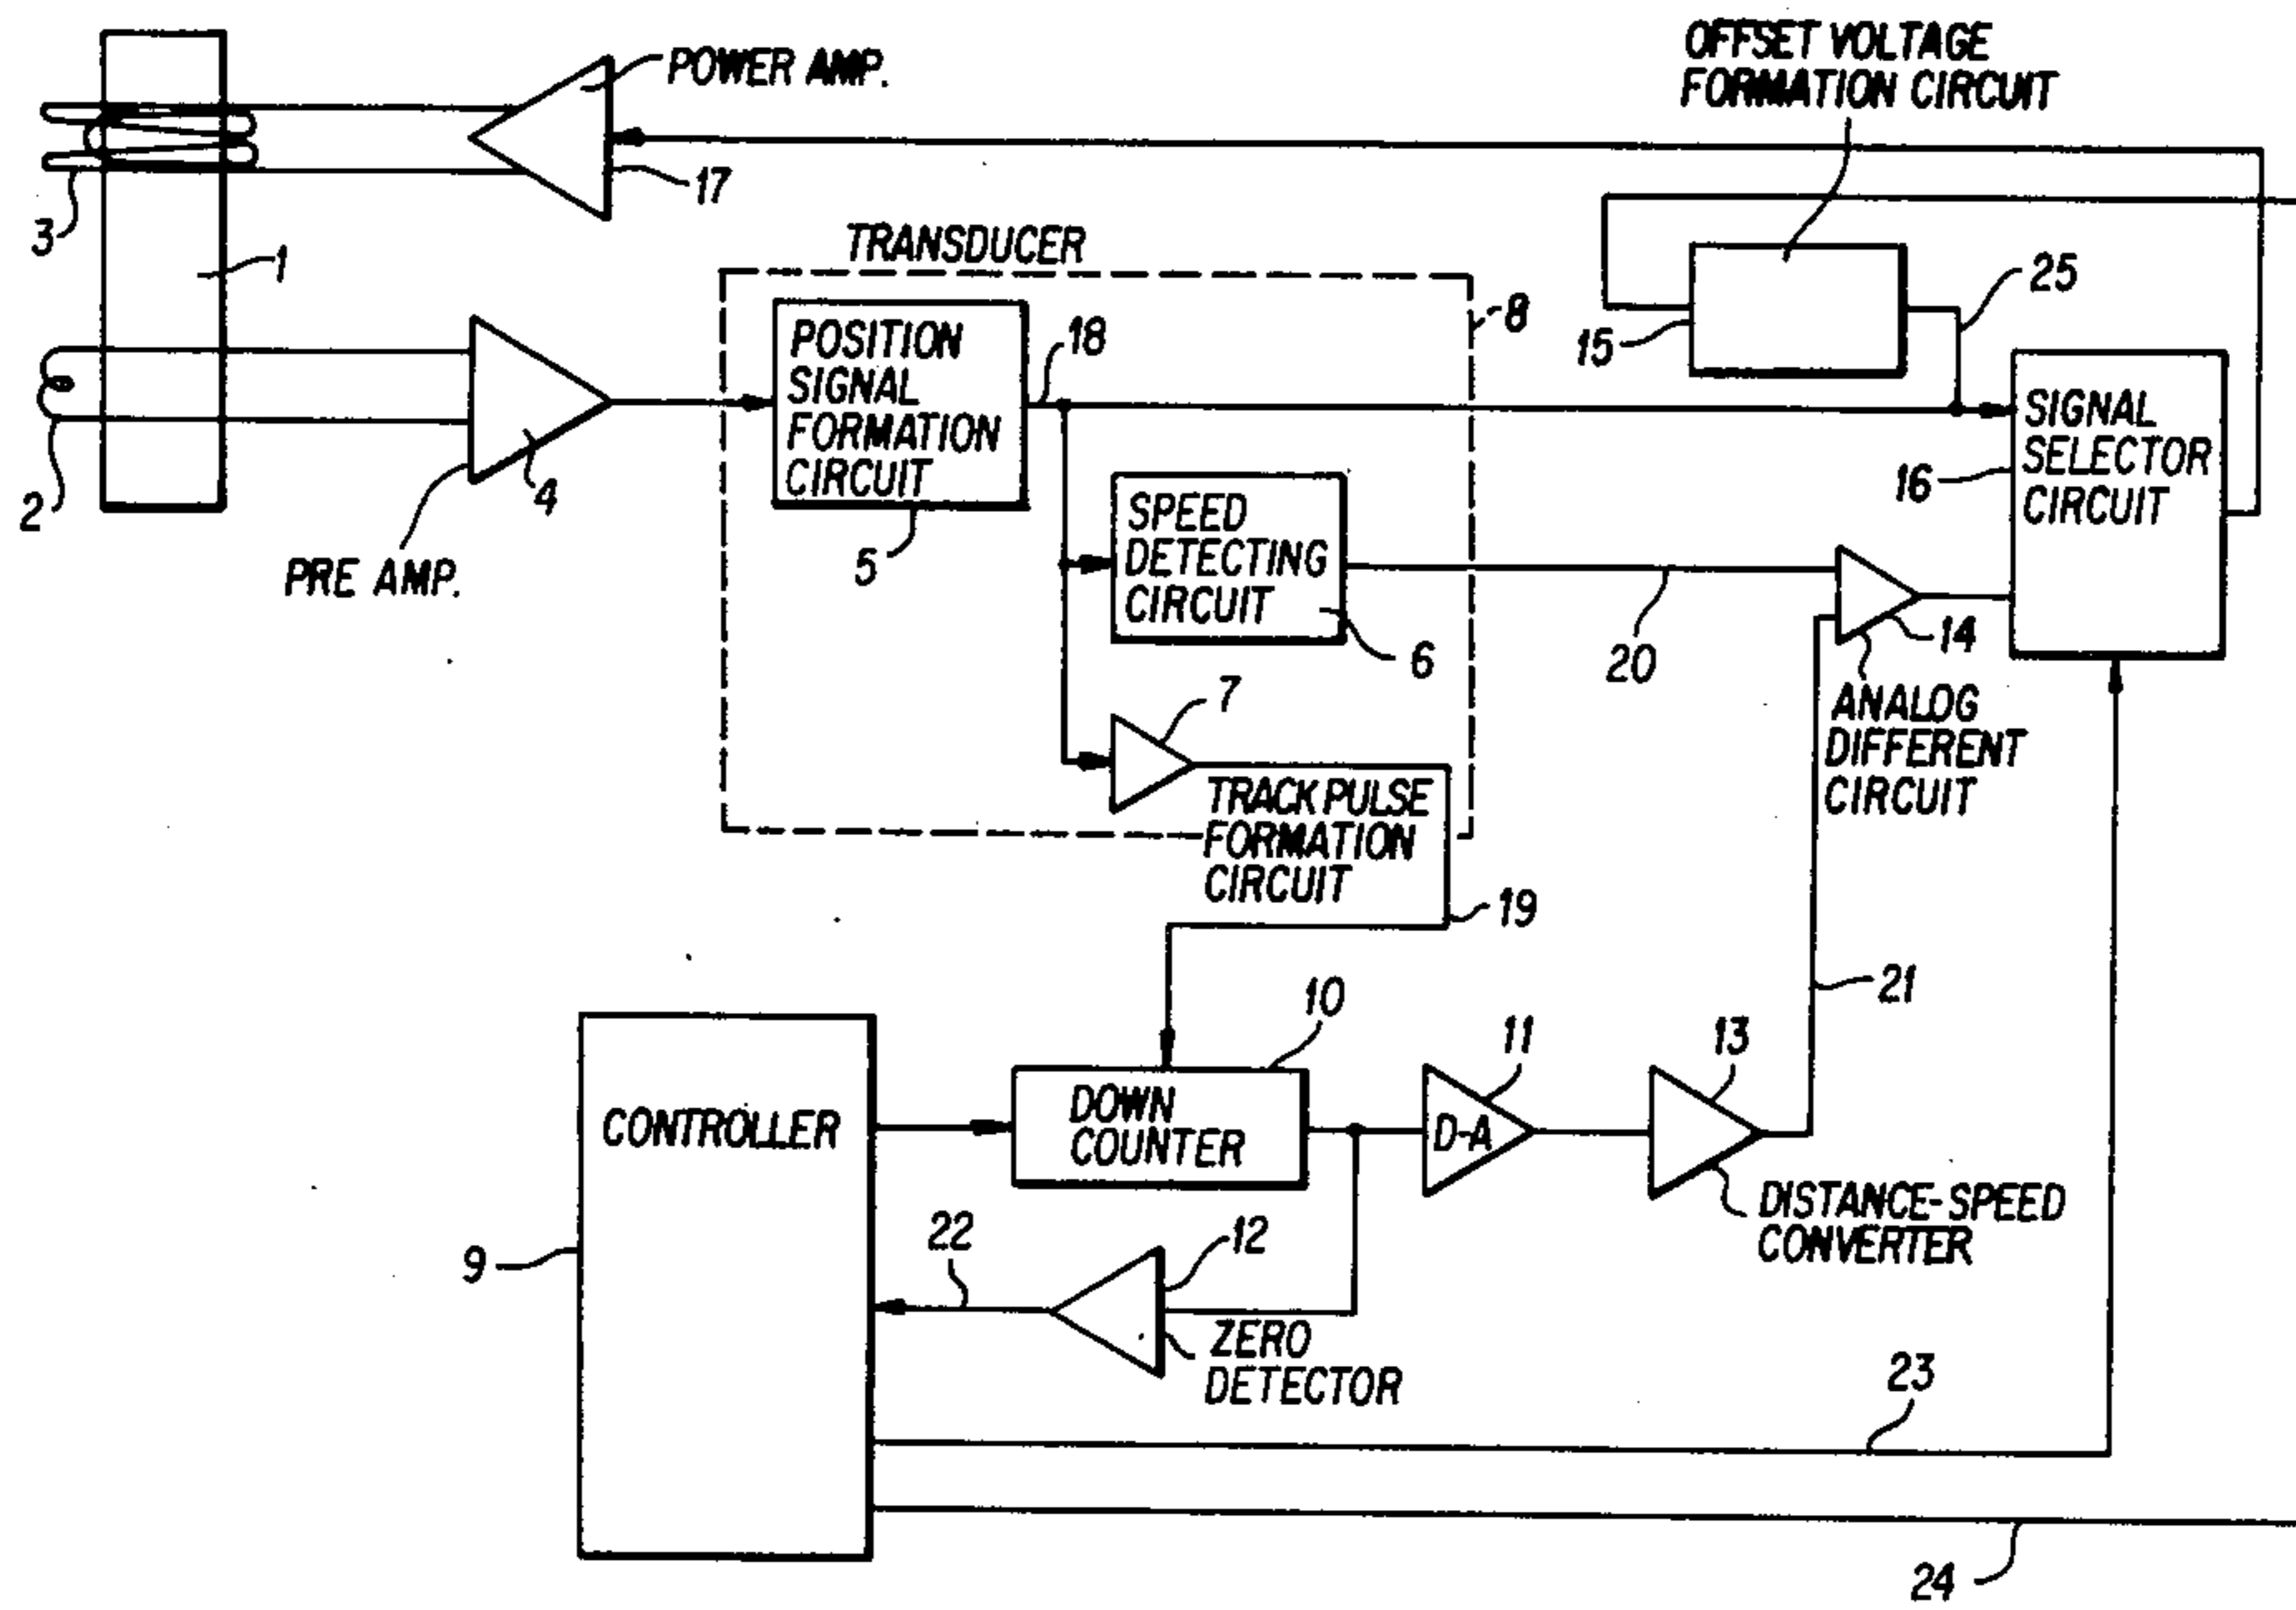 OFFSET VOLTAGE
FORMATION CIRCUIT
POWER AMP.
17
3
1
TRANSDUCER
8
25
15
POSITION
SIGNAL
FORMATION
CIRCUIT
18
5
SIGNAL
SELECTOR
CIRCUIT
16
2
4
PRE AMP.
SPEED
DETECTING
CIRCUIT
6
20
14
ANALOG
DIFFERENT
CIRCUIT
7
TRACK PULSE
FORMATION
CIRCUIT
19
21
10
11
13
CONTROLLER
DOWN
COUNTER
D-A
DISTANCE-SPEED
CONVERTER
9
22
12
ZERO
DETECTOR
23
24